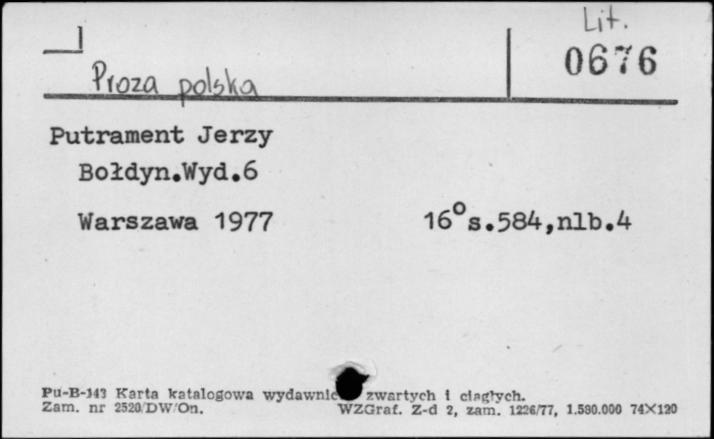 Lit.
0676
Proza polska
Putrament Jerzy
Bołdyn.Wyd.6
Warszawa 1977 16° s.584,nlb.4
Pu-B-143 Karta katalogowa zwartych i ciągłych.
Zam. nr 2520/DW/On. WZGraf. Z-d 2, zam. 1226/77, 1.580.000 74X120